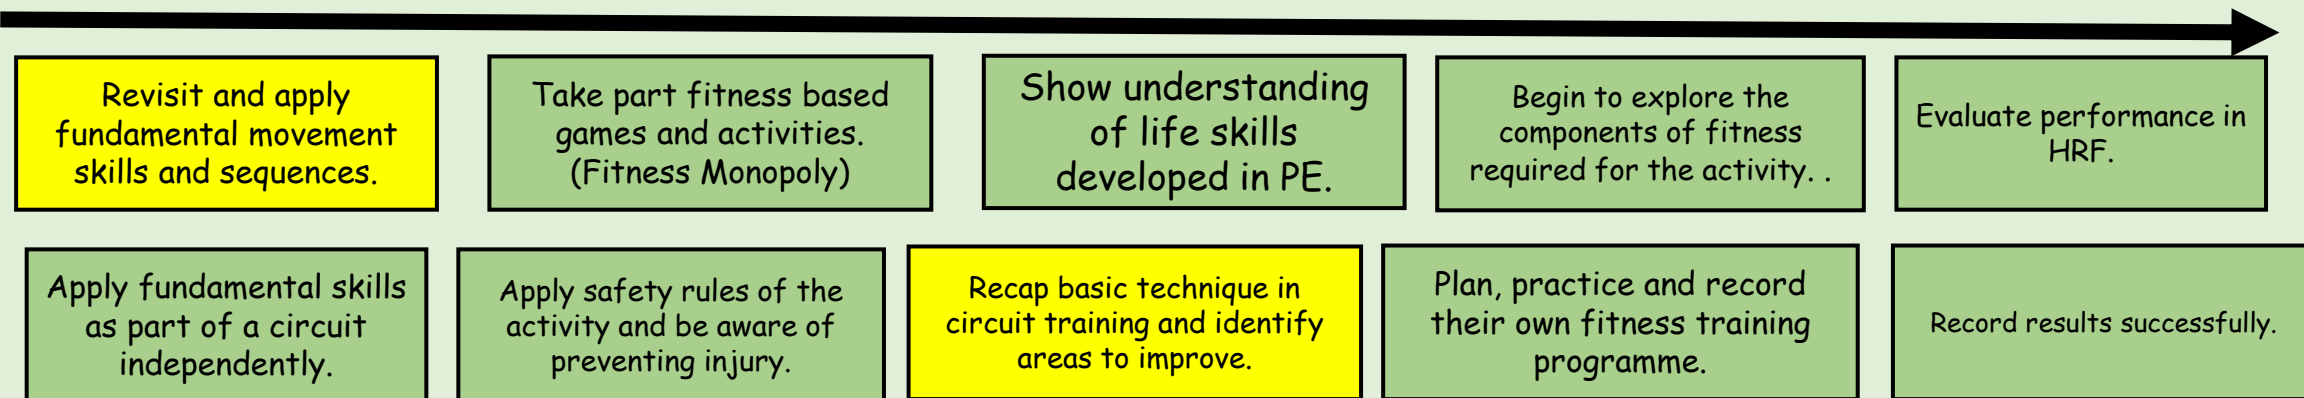 Revisit and apply
fundamental movement
skills and sequences.
Take part fitness based
games and activities.
(Fitness Monopoly)
Show understanding
of life skills
developed in PE.
Begin to explore the
components of fitness
required for the activity. .
Evaluate performance in
HRF.
Apply fundamental skills
as part of a circuit
independently.
Apply safety rules of the
activity and be aware of
preventing injury.
Recap basic technique in
circuit training and identify
areas to improve.
Plan, practice and record
their own fitness training
programme.
Record results successfully.